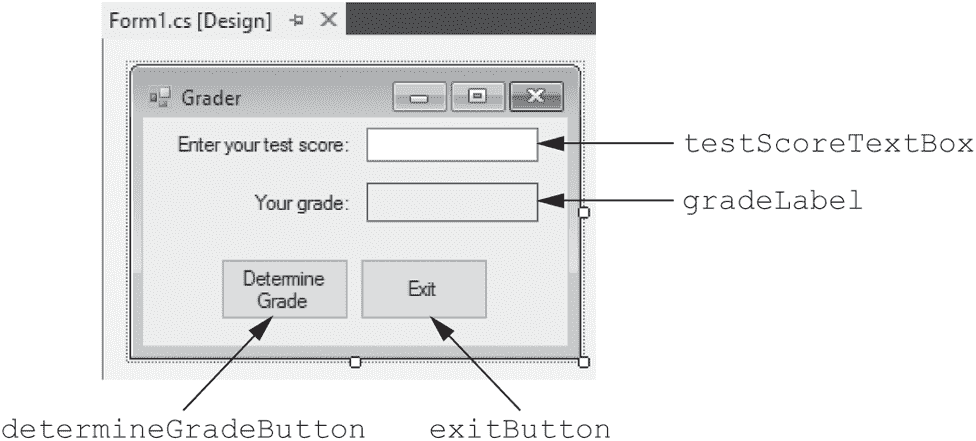 Form1.cs [Design]
Grader
Enter your test score:
testScoreTextBox
Your grade:
gradeLabel
Determine
Grade
Exit
determineGradeButton
exitButton